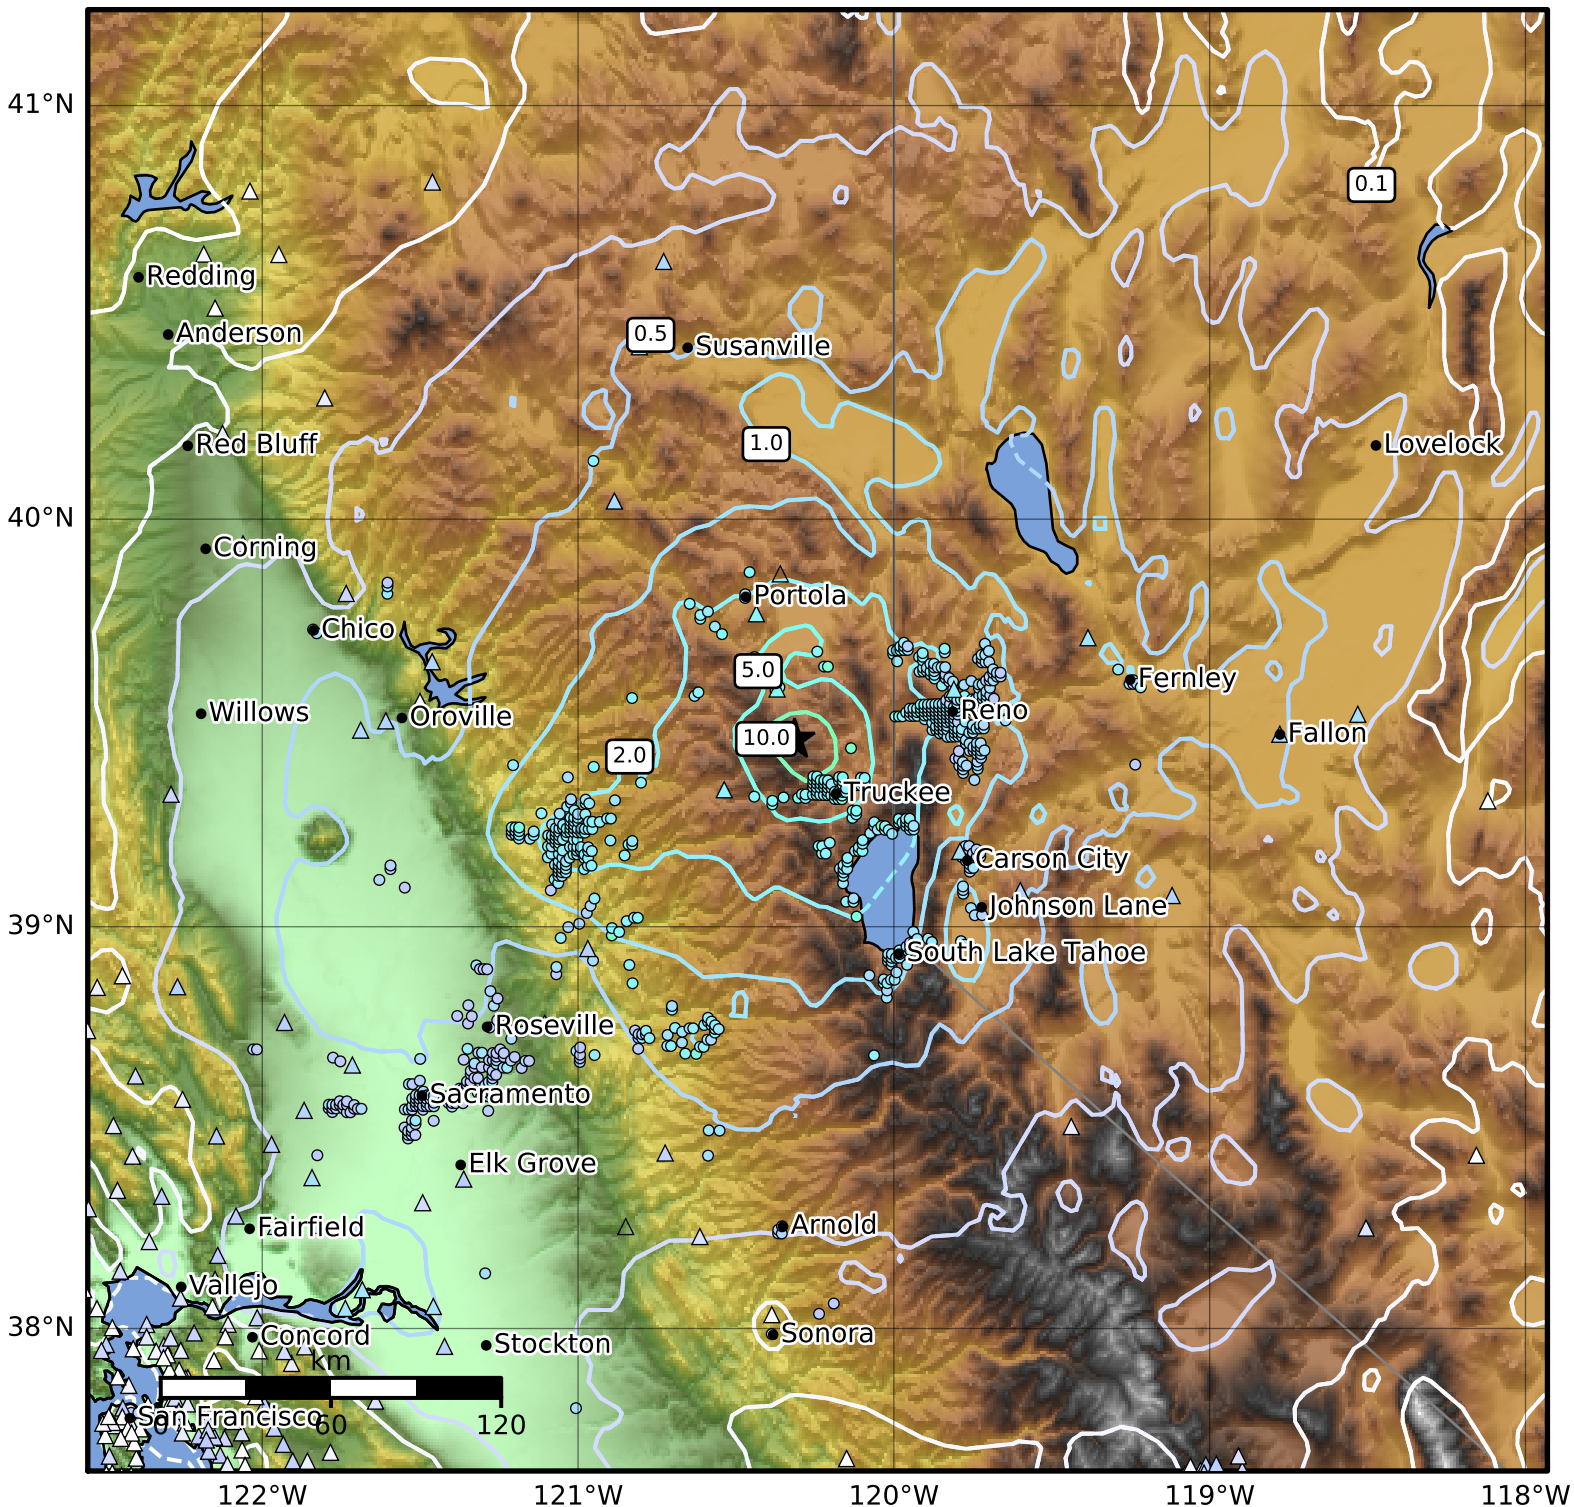 41°N
0.1
Redding
Anderson
0.5
Susanville
1.0
Red Bluff
Lovelock
40°N
Corning
Portola
Chico
5.0
Fernley
Willows
Oroville
Reno
10.0
Fallon
2.0
Truckee
Carson City
Johnson Lane
39°N
South Lake Tahoe
Roseville
Sacramento
Elk Grove
Fairfield
Arnold
Vallejo
38°N
Concord
Sonora
Stockton
km
San Francisco
0
60
120
122°W
121°W
120°W
119°W
118°W